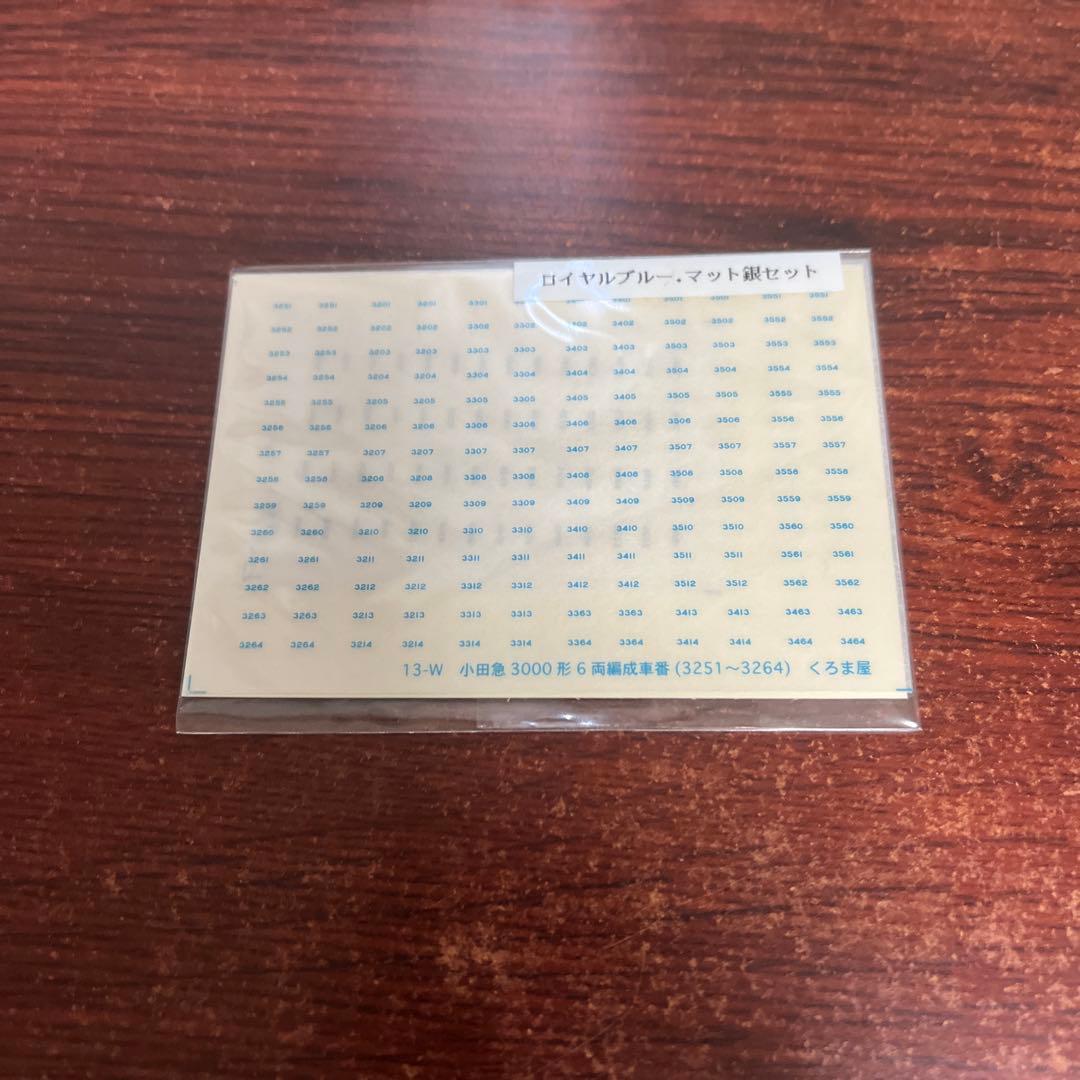 ロイヤルブルー.マット銀セット
3251 3251 3201 3201 3301
3401 3501 3501 3551 3551
3252 3252 3202 3202 3302 3302 3402 3402 3502 3502 3552 3552
3253 3253 3203 3203 3303 3303 3403 3403 3503 3503 3553 3553
3254 3254 3204 3204 3304 3304 3404 3404 3504 3504 3554 3554
3255 3255 3205 3205 3305 3305 3405 3405 3505 3505 3555 3555
3256 3256 3206 3206 3306 3306 3406 3406 3506 3506 3556 3556
3257 3257 3207 3207 3307 3307 3407 3407 3507 3507 3557 3557
3258 3258 3208 3208 3308 3308 3408 3408 3508 3508 3558 3558
3259 3259 3209 3209 3309 3309 3409 3409 3509 3509 3559 3559
3260 3260 3210 3210 3310 3310 3410 3410 3510 3510 3560 3560
3261 3261 3211 3211 3311 3311 3411 3411 3511 3511 3561 3561
3262 3262 3212 3212 3312 3312 3412 3412 3512 3512 3562 3562
3263 3263 3213 3213 3313 3313 3363 3363 3413 3413 3463 3463
3264 3264 3214 3214 3314 3314 3364 3364 3414 3414 3464 3464
13-W 小田急3000形6両編成車番(3251～3264) くろま屋